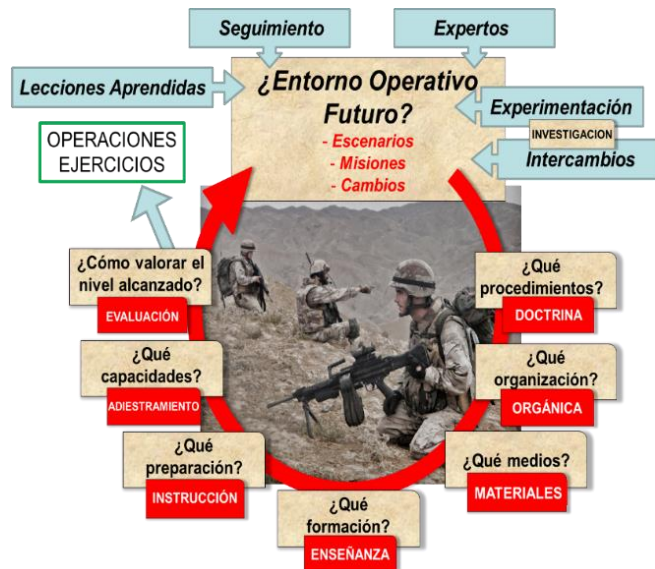 Seguimiento
Expertos
Lecciones Aprendidas
¿Entorno Operativo
Futuro?
- Escenarios
- Misiones
- Cambios
Experimentación
INVESTIGACION
Intercambios
OPERACIONES
EJERCICIOS
¿Qué
procedimientos?
DOCTRINA
¿Qué
organización?
ORGÁNICA
¿Qué medios?
MATERIALES
¿Qué
formación?
ENSEÑANZA
¿Qué
preparación?
INSTRUCCIÓN
¿Qué
capacidades?
ADIESTRAMIENTO
¿Cómo valorar el
nivel alcanzado?
EVALUACIÓN